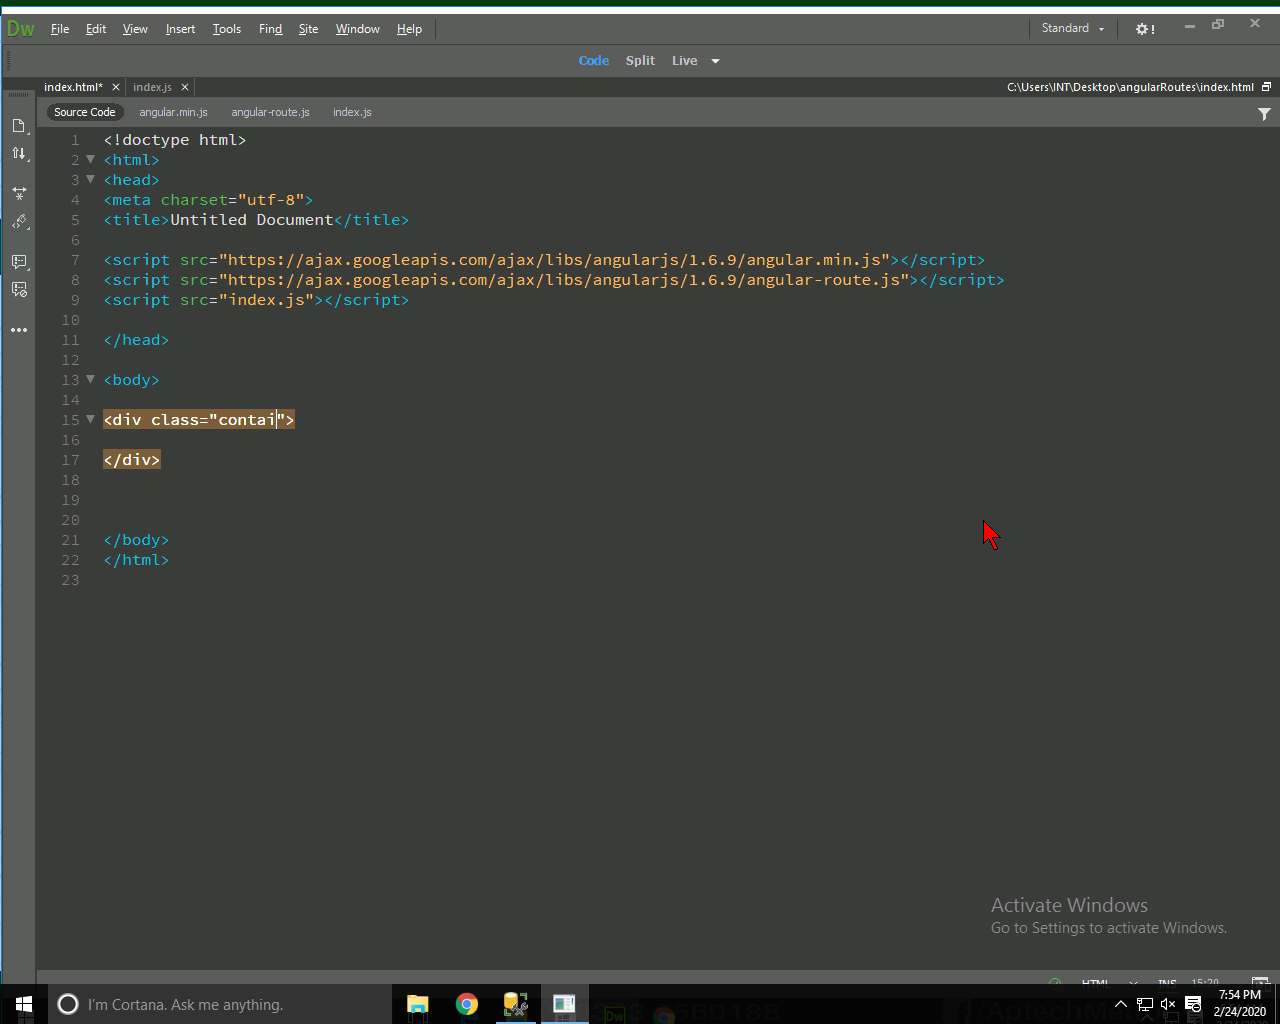 Dw File Edit View Insert Tools Find Site Window Help Standard
Code Split Live
index.html* index.js C:\Users\INT\Desktop\angularRoutes\index.html
Source Code angular.min.js angular-route.js index.js
1 <!doctype html>
2 <html>
3 <head>
4 <meta charset="utf-8">
5 <title>Untitled Document</title>
6
7 <script src="https://ajax.googleapis.com/ajax/libs/angularjs/1.6.9/angular.min.js"></script>
8 <script src="https://ajax.googleapis.com/ajax/libs/angularjs/1.6.9/angular-route.js"></script>
9 <script src="index.js"></script>
10
11 </head>
12
13 <body>
14
15 <div class="contai">
16
17 </div>
18
19
20
21 </body>
22 </html>
23
Activate Windows
Go to Settings to activate Windows.
HTML INS 15:20
I'm Cortana. Ask me anything.
7:54 PM
2/24/2020